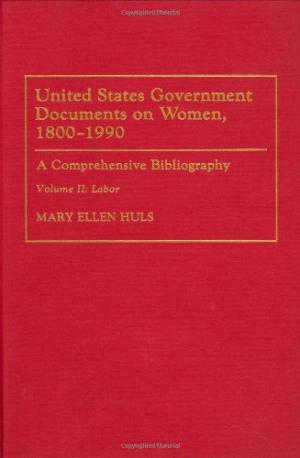 United States Government
Documents on Women,
1800–1990
A Comprehensive Bibliography
Volume II: Labor
MARY ELLEN HULS